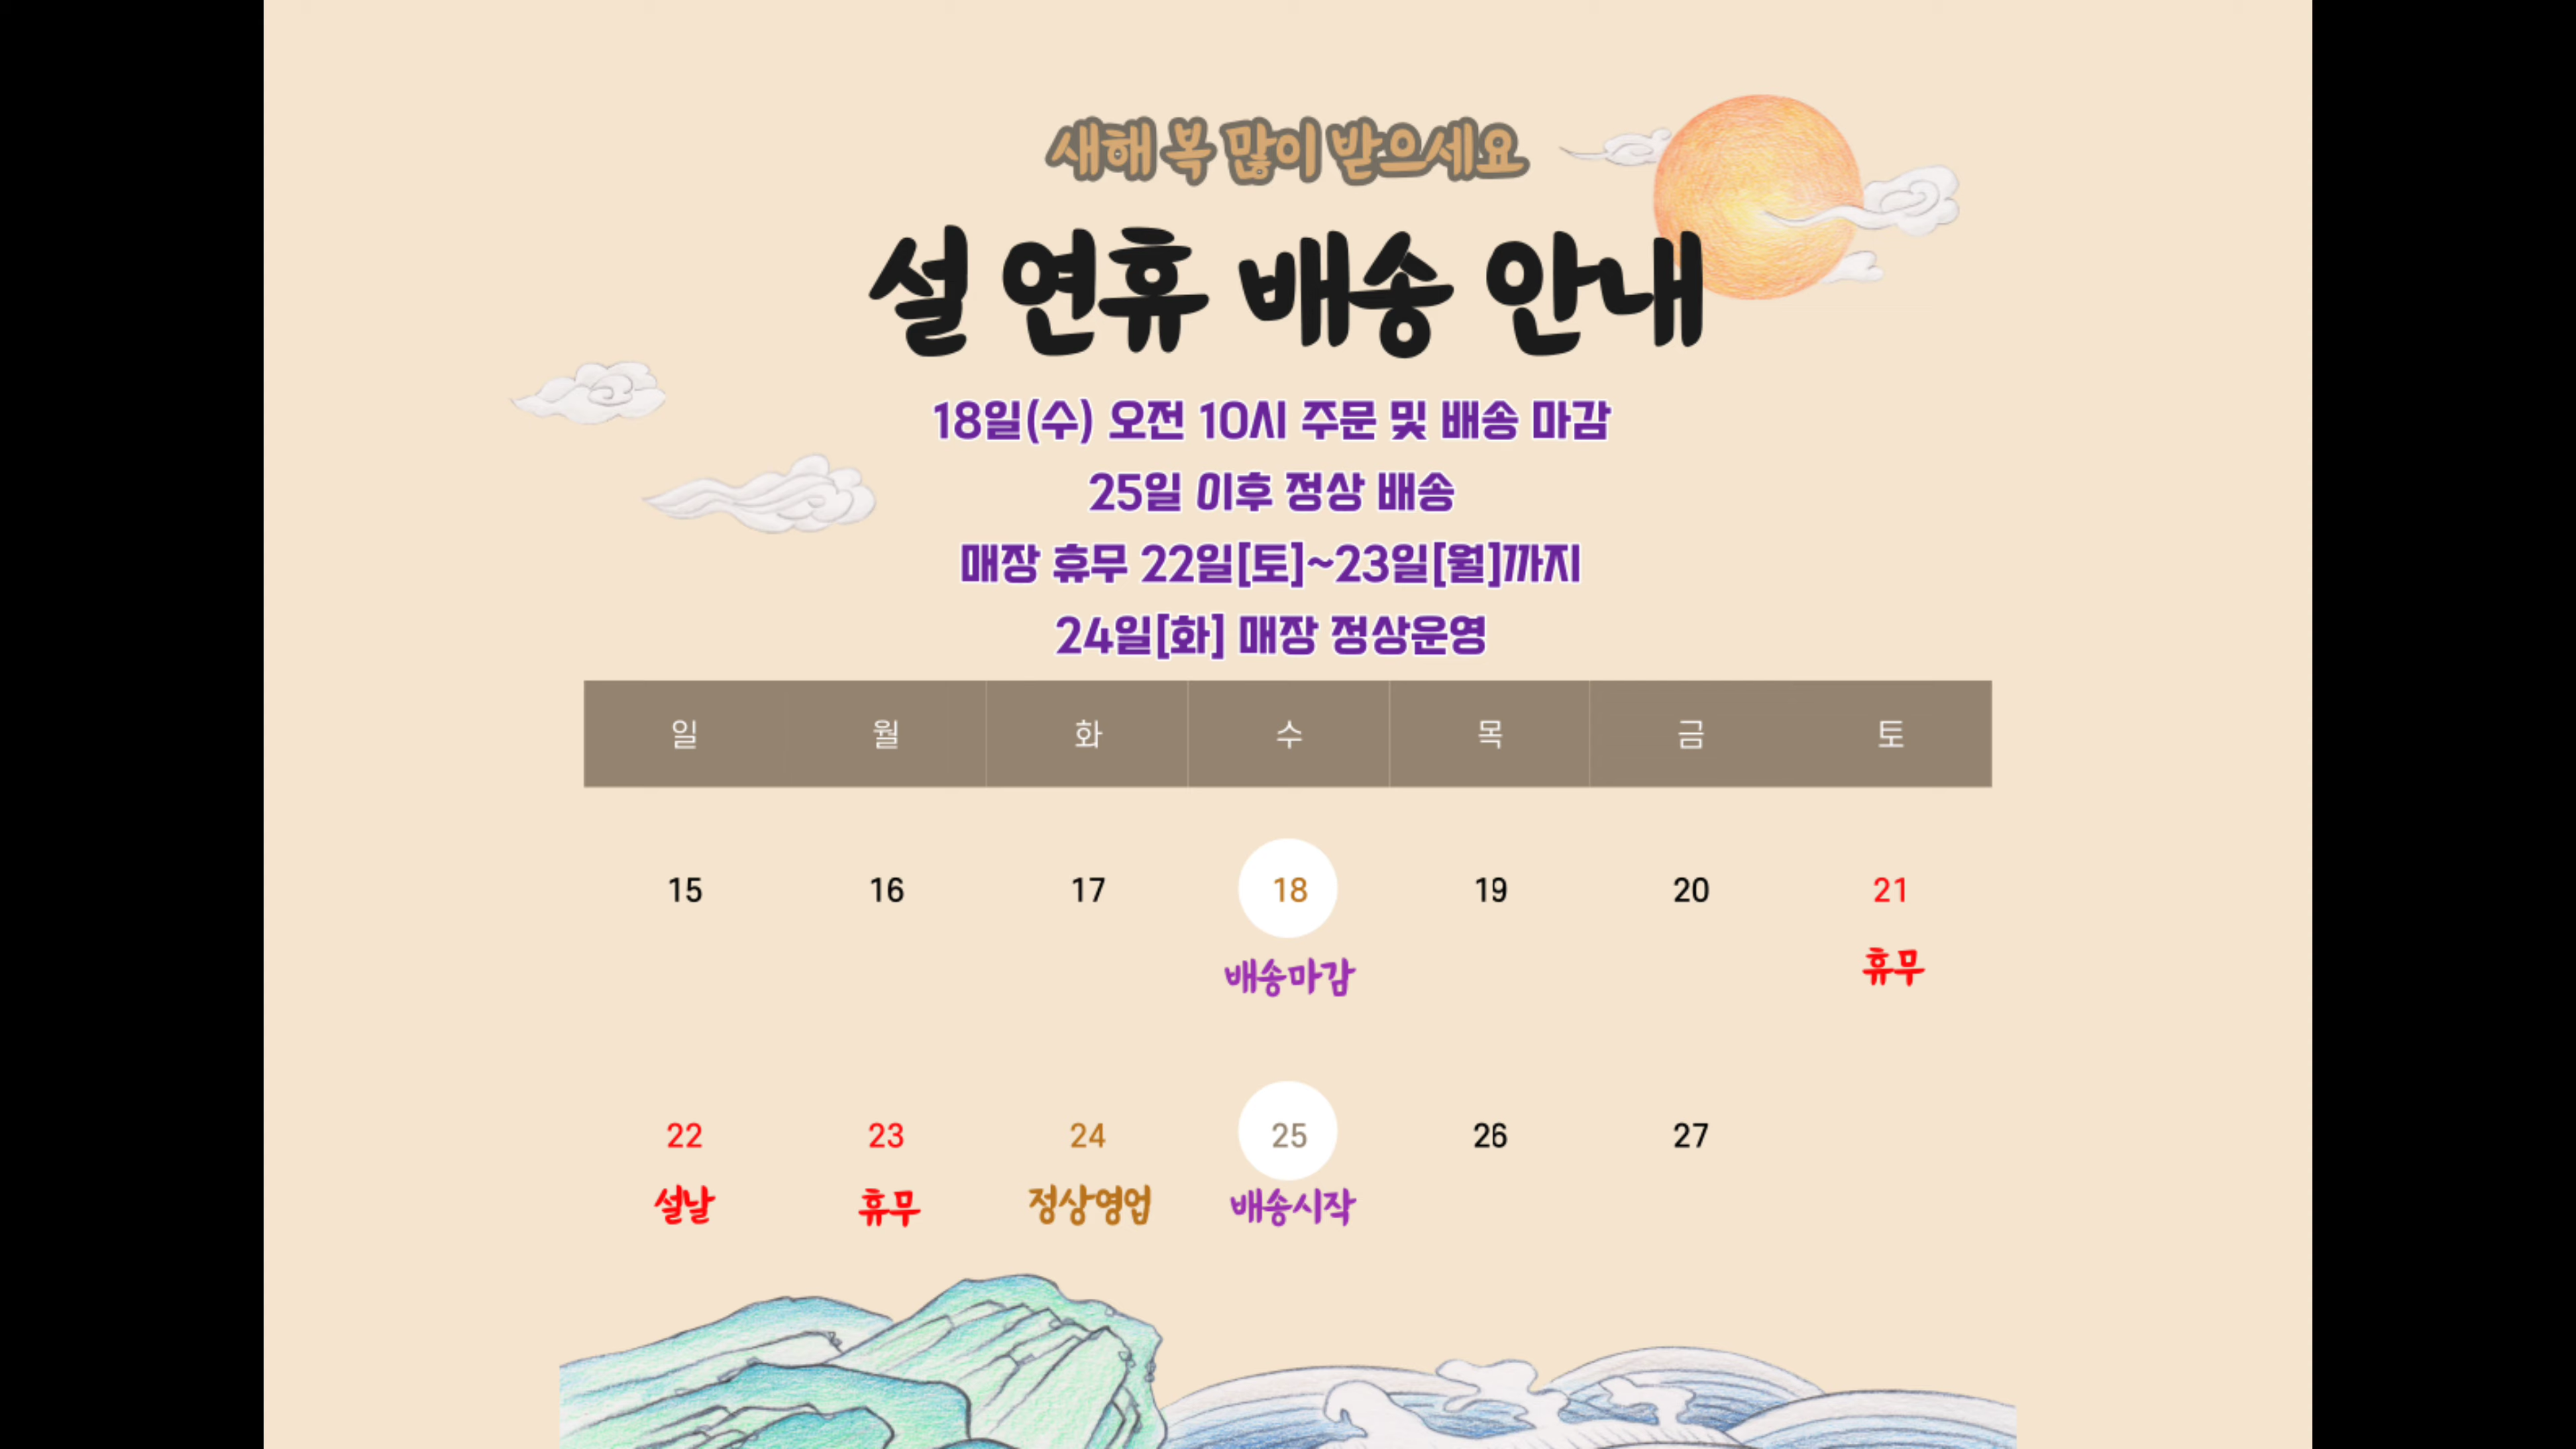 새해 복 많이 받으세요
설 연휴 배송 안내
18일(수) 오전 10시 주문 및 배송 마감
25일 이후 정상 배송
매장 휴무 22일[토]~23일[월]까지
24일[화] 매장 정상운영
일 월 화 수 목 금 토
15 16 17 18 19 20 21
배송마감 휴무
22 23 24 25 26 27
설날 휴무 정상영업 배송시작